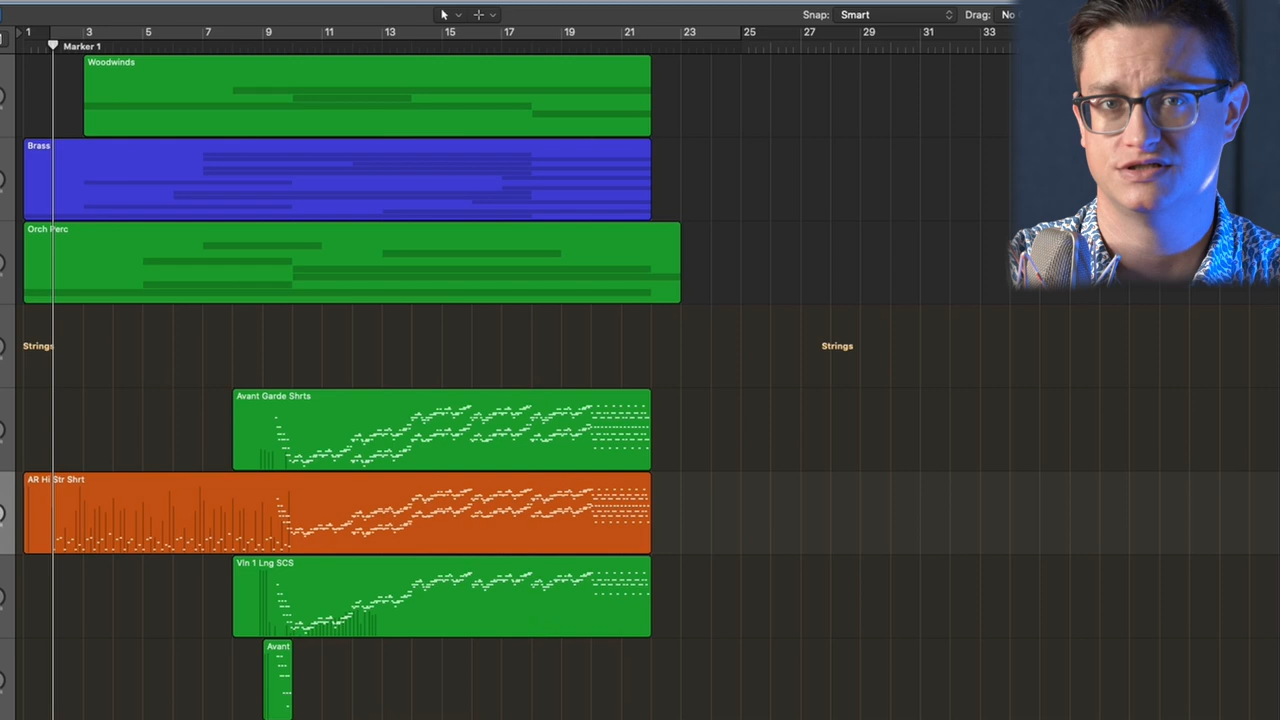 Snap: Smart Drag: No
1 3 5 7 9 11 13 15 17 19 21 23 25 27 29 31 33
Marker 1
Woodwinds
Brass
Orch Perc
Strings Strings
Avant Garde Shrts
AR Hi Str Shrt
Vln 1 Lng SCS
Avant